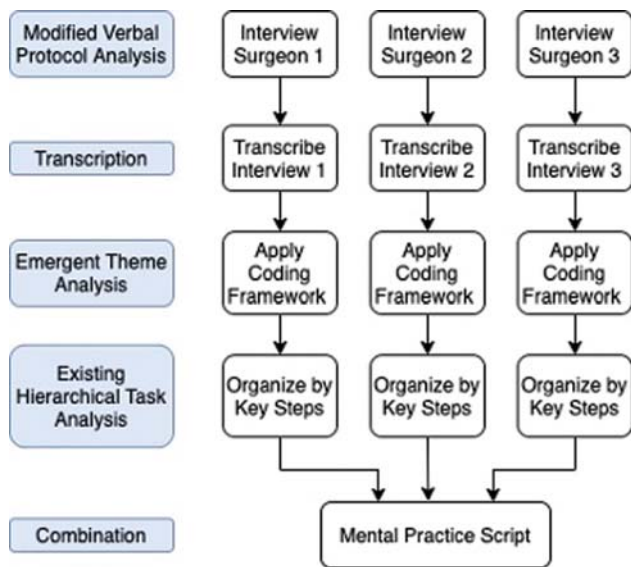 Modified Verbal
Protocol Analysis
Interview
Surgeon 1
Interview
Surgeon 2
Interview
Surgeon 3
Transcription
Transcribe
Interview 1
Transcribe
Interview 2
Transcribe
Interview 3
Emergent Theme
Analysis
Apply
Coding
Framework
Apply
Coding
Framework
Apply
Coding
Framework
Existing
Hierarchical Task
Analysis
Organize by
Key Steps
Organize by
Key Steps
Organize by
Key Steps
Combination
Mental Practice Script